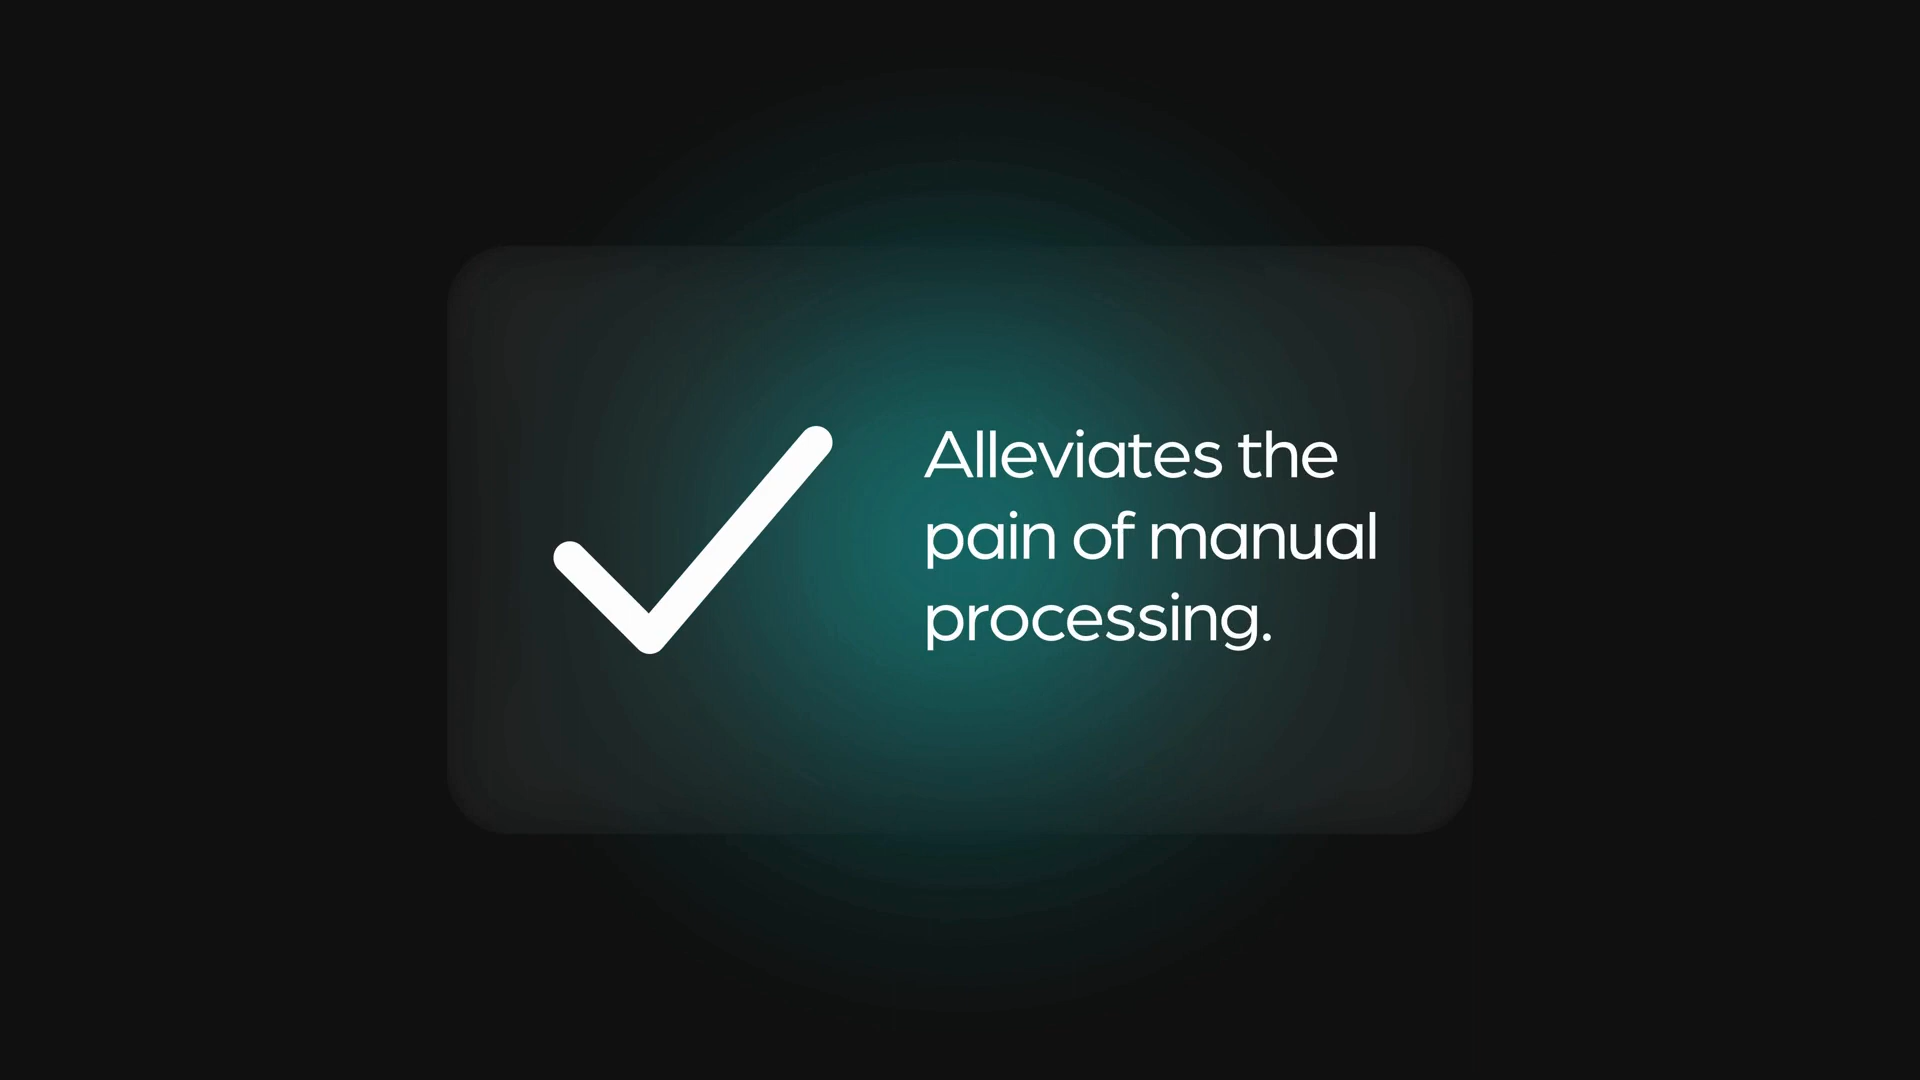 Alleviates the
pain of manual
processing.